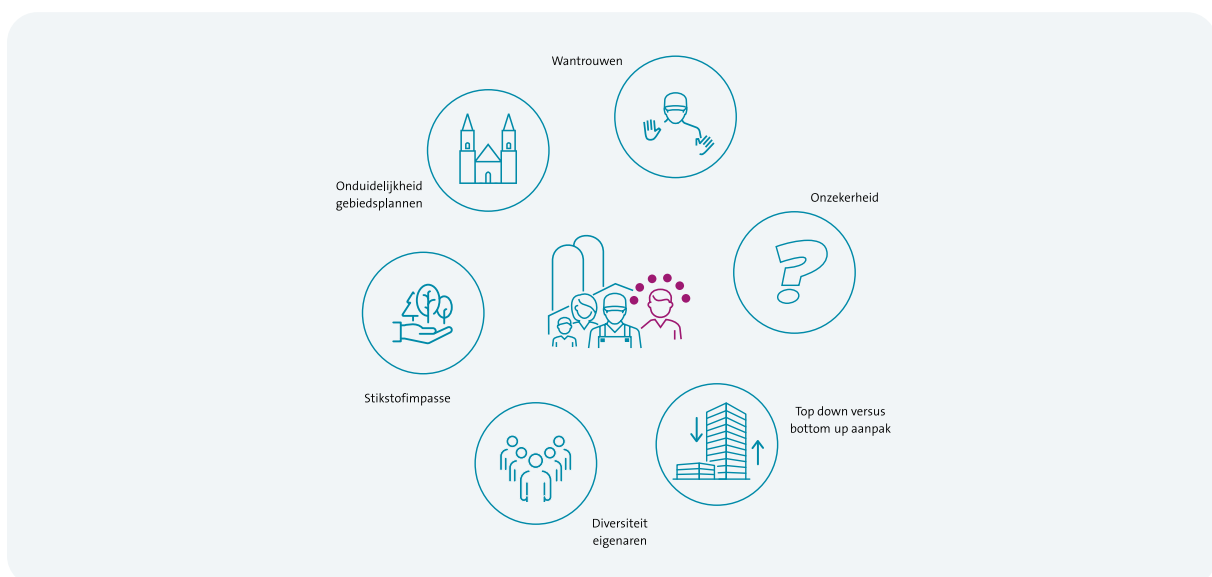 Wantrouwen
Onduidelijkheid
gebiedsplannen
Onzekerheid
Stikstofimpasse
Top down versus
bottom up aanpak
Diversiteit
eigenaren